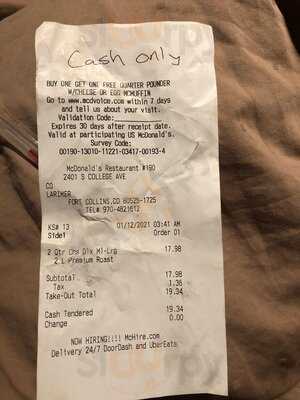 Cash only
BUY ONE GET ONE FREE QUARTER POUNDER
W/CHEESE OR EGG MCMUFFIN
Go to www.mcdvoice.com within 7 days
and tell us about your visit.
Validation Code:
Expires 30 days after receipt date.
Valid at participating US McDonald's.
Survey Code:
00190-13010-11221-03417-00193-4
McDonald's Restaurant #190
2401 S COLLEGE AVE
CO
LARIMER
FORT COLLINS,CO 80525-1725
TEL# 970-4821612
KS# 13 01/12/2021 03:41 AM
Side1 Order 01
2 Qtr Chs Dlx Ml-Lrg 17.98
2 L Premium Roast
Subtotal 17.98
Tax 1.36
Take-Out Total 19.34
Cash Tendered 19.34
Change 0.00
NOW HIRING!!!! McHire.com
Delivery 24/7 DoorDash and UberEats